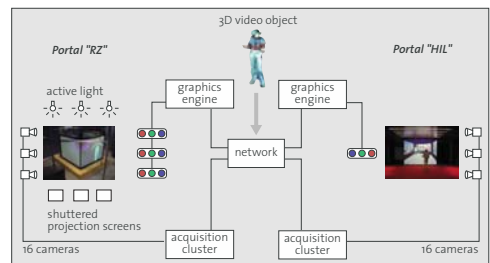 3D video object
Portal "RZ"
Portal "HIL"
active light
graphics
engine
graphics
engine
network
shuttered
projection screens
16 cameras
acquisition
cluster
acquisition
cluster
16 cameras